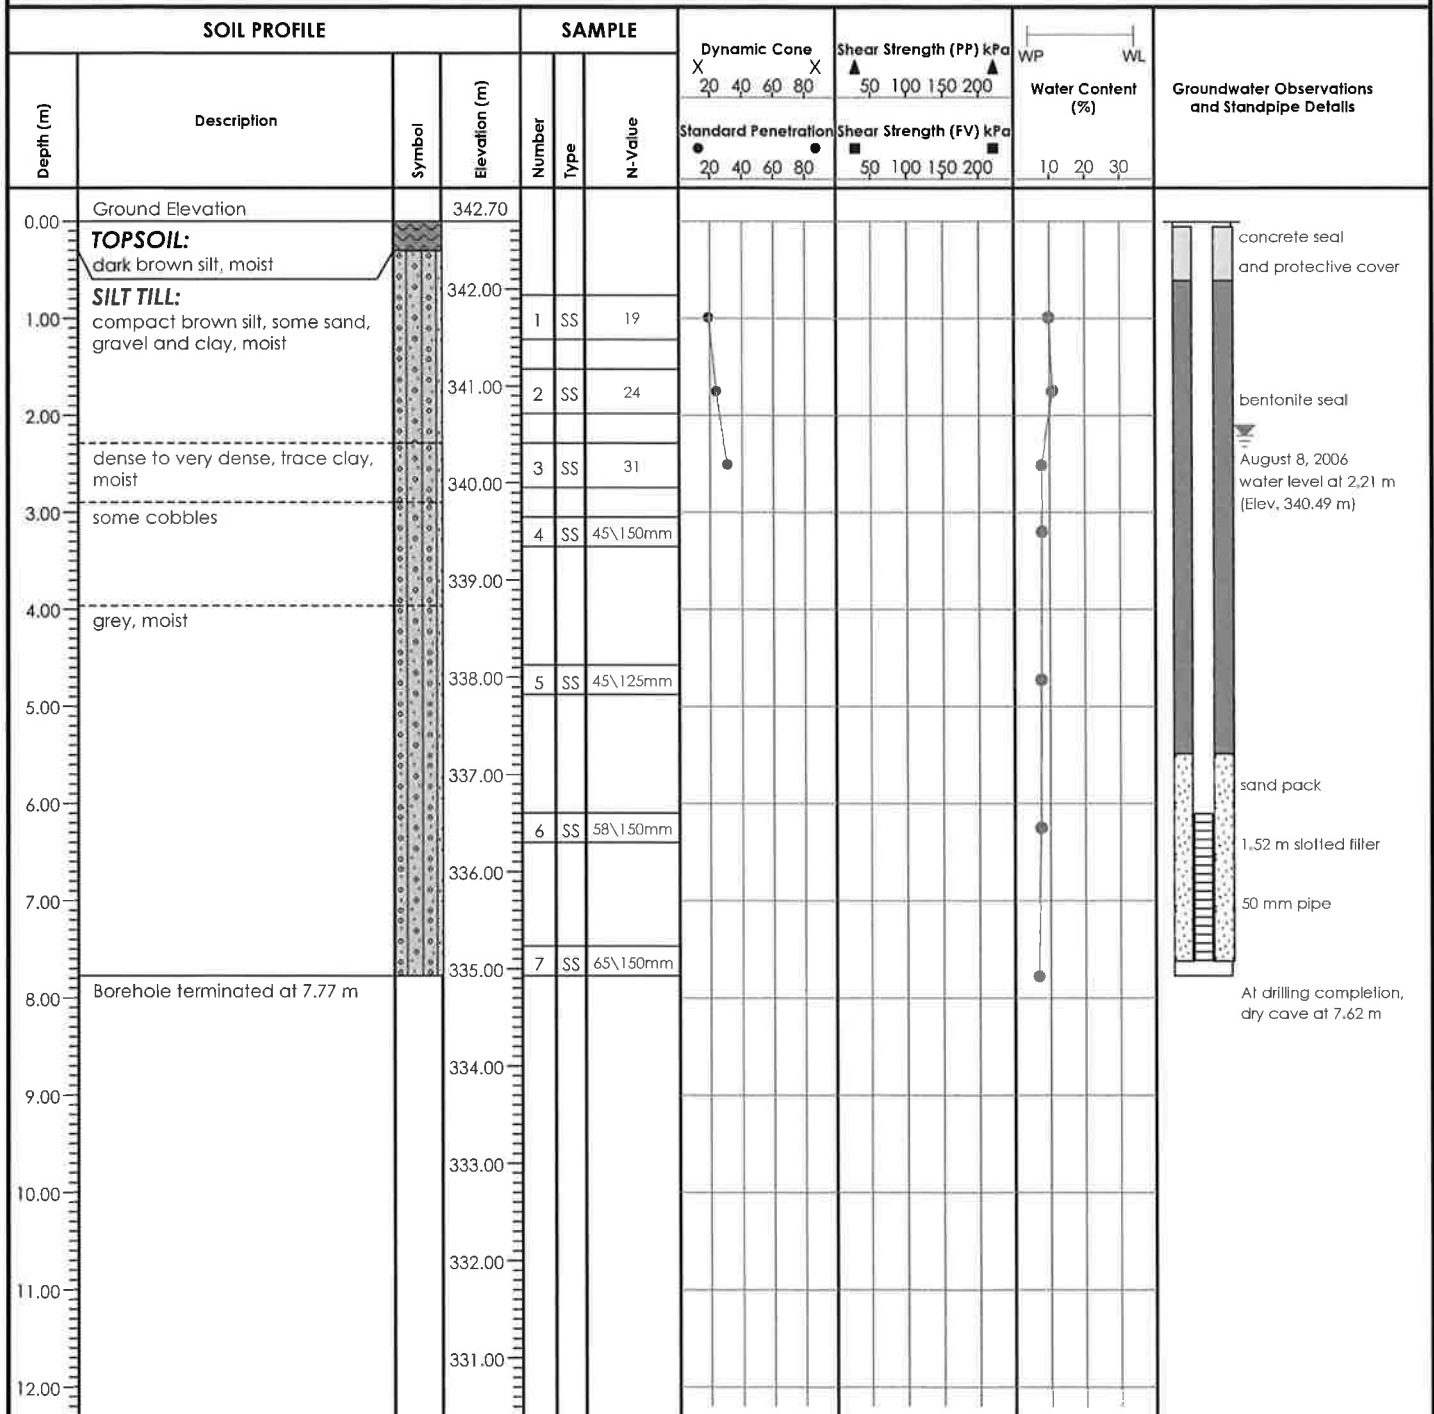 SOIL PROFILE
SAMPLE
Depth (m)
Description
Symbol
Elevation (m)
Number
Type
N-Value
Dynamic Cone
X X
20 40 60 80
Standard Penetration
20 40 60 80
Shear Strength (PP) kPa
50 100 150 200
Shear Strength (FV) kPa
50 100 150 200
WP WL
Water Content
(%)
10 20 30
Groundwater Observations
and Standpipe Details
Ground Elevation 342.70
0.00
TOPSOIL:
dark brown silt, moist
SILT TILL:
compact brown silt, some sand,
gravel and clay, moist
dense to very dense, trace clay,
moist
some cobbles
grey, moist
Borehole terminated at 7.77 m
1.00
2.00
3.00
4.00
5.00
6.00
7.00
8.00
9.00
10.00
11.00
12.00
342.00
341.00
340.00
339.00
338.00
337.00
336.00
335.00
334.00
333.00
332.00
331.00
1 SS 19
2 SS 24
3 SS 31
4 SS 45\150mm
5 SS 45\125mm
6 SS 58\150mm
7 SS 65\150mm
concrete seal
and protective cover
bentonite seal
August 8, 2006
water level at 2.21 m
(Elev. 340.49 m)
sand pack
1.52 m slotted filter
50 mm pipe
At drilling completion,
dry cave at 7.62 m